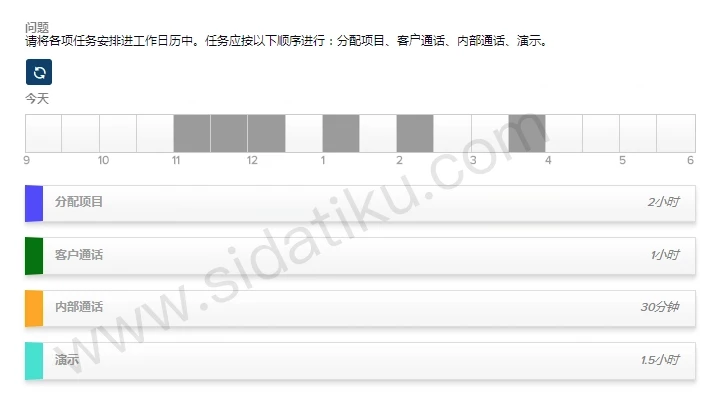 问题
请将各项任务安排进工作日历中。任务应按以下顺序进行：分配项目、客户通话、内部通话、演示。
今天
9 10 11 12 1 2 3 4 5 6
分配项目 2小时
客户通话 1小时
内部通话 30分钟
演示 1.5小时
www.sidatiku.com